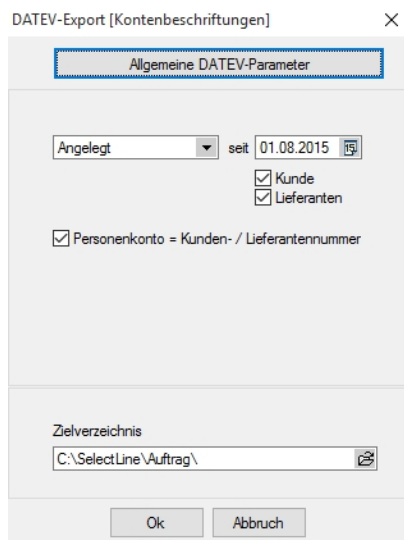 DATEV-Export [Kontenbeschriftungen]
Allgemeine DATEV-Parameter
Angelegt seit 01.08.2015
Kunde
Lieferanten
Personenkonto = Kunden- / Lieferantennummer
Zielverzeichnis
C:\SelectLine\Auftrag\
Ok Abbruch